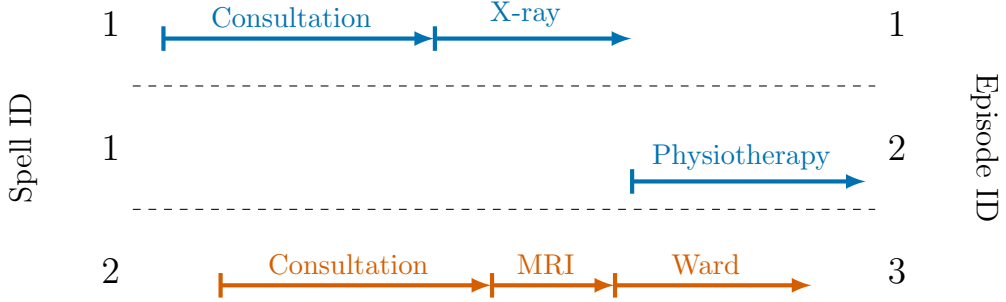 Spell ID
Episode ID
1 Consultation X-ray 1
1 Physiotherapy 2
2 Consultation MRI Ward 3